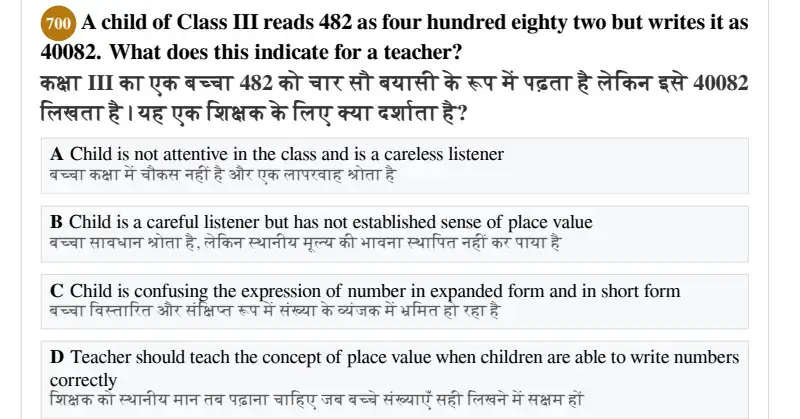 700 A child of Class III reads 482 as four hundred eighty two but writes it as
40082. What does this indicate for a teacher?
कक्षा III का एक बच्चा 482 को चार सौ बयासी के रूप में पढ़ता है लेकिन इसे 40082
लिखता है। यह एक शिक्षक के लिए क्या दर्शाता है?
A Child is not attentive in the class and is a careless listener
बच्चा कक्षा में चौकस नहीं है और एक लापरवाह श्रोता है
B Child is a careful listener but has not established sense of place value
बच्चा सावधान श्रोता है, लेकिन स्थानीय मूल्य की भावना स्थापित नहीं कर पाया है
C Child is confusing the expression of number in expanded form and in short form
बच्चा विस्तारित और संक्षिप्त रूप में संख्या के व्यंजक में भ्रमित हो रहा है
D Teacher should teach the concept of place value when children are able to write numbers
correctly
शिक्षक को स्थानीय मान तब पढ़ाना चाहिए जब बच्चे संख्याएँ सही लिखने में सक्षम हों